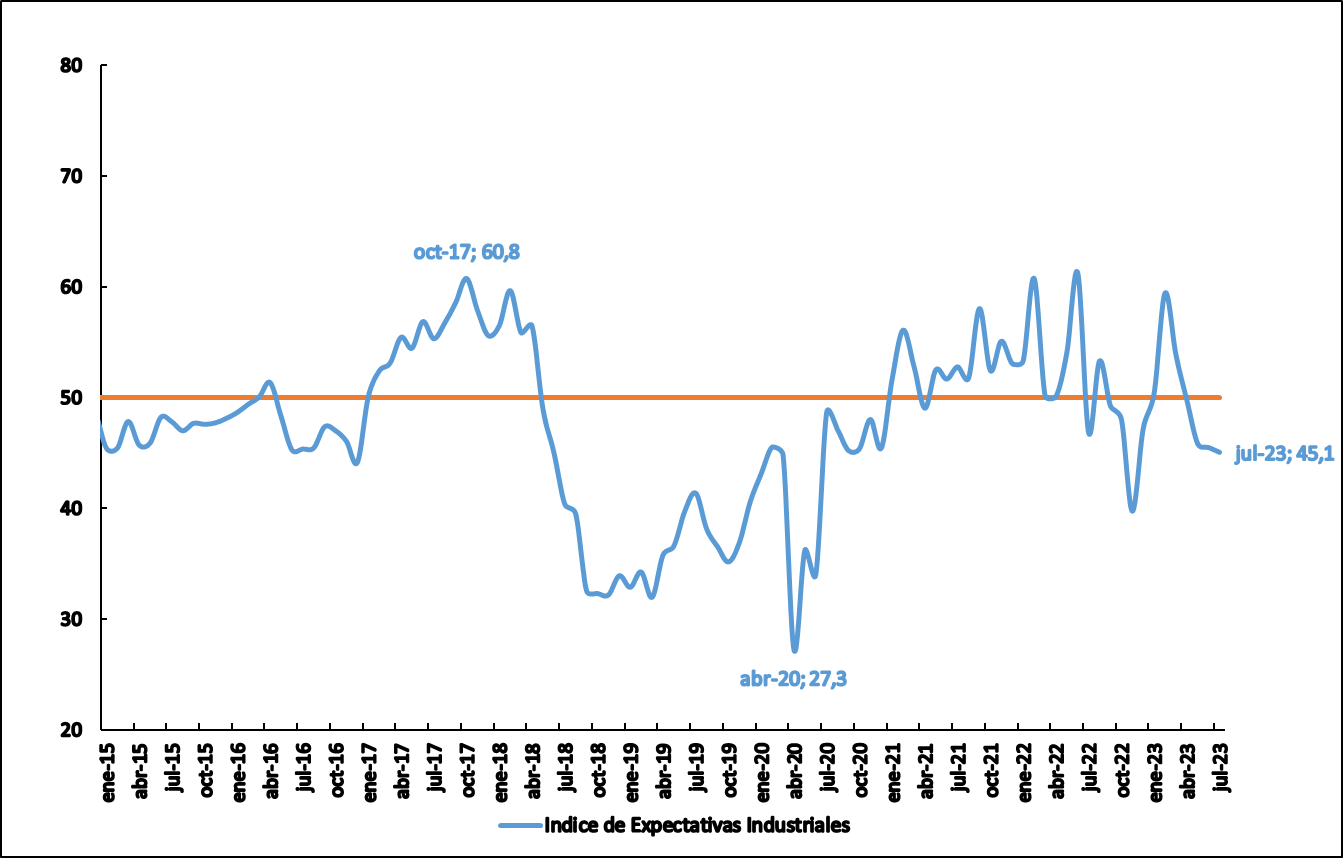 80
70
60
50
40
30
20
oct-17; 60,8
jul-23; 45,1
abr-20; 27,3
ene-15
abr-15
jul-15
oct-15
ene-16
abr-16
jul-16
oct-16
ene-17
abr-17
jul-17
oct-17
ene-18
abr-18
jul-18
oct-18
ene-19
abr-19
jul-19
oct-19
ene-20
abr-20
jul-20
oct-20
ene-21
abr-21
jul-21
oct-21
ene-22
abr-22
jul-22
oct-22
ene-23
abr-23
jul-23
Indice de Expectativas Industriales